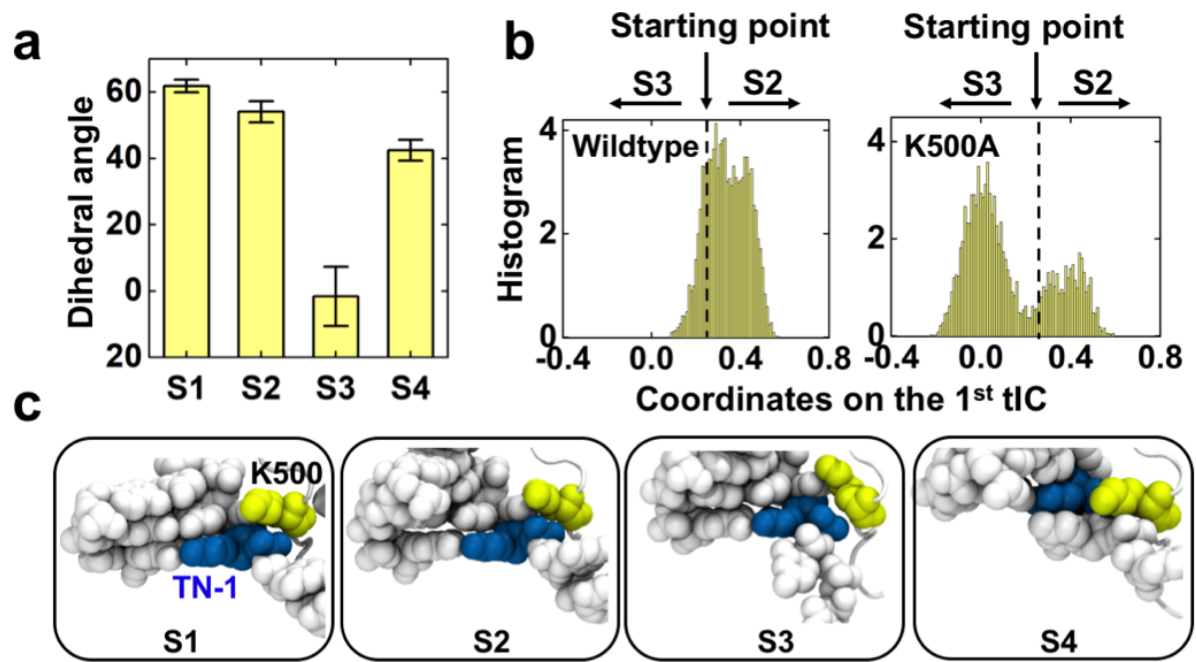 a
Dihedral angle
60
40
20
0
20
S1 S2 S3 S4
b
Starting point Starting point
S3 S2 S3 S2
Histogram
Wildtype
4
2
0
-0.4 0.0 0.4 0.8
K500A
4
2
0
-0.4 0.0 0.4 0.8
Coordinates on the 1st tIC
c
K500
TN-1
S1
S2
S3
S4